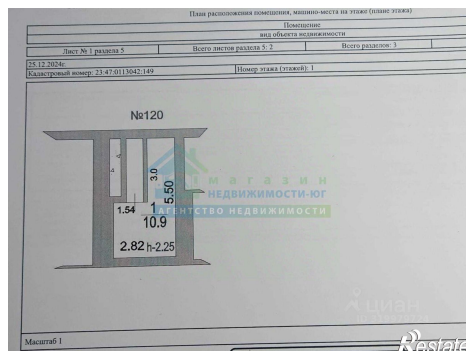 План расположения помещения, машино-места на этаже (плане этажа)
Помещение
вид объекта недвижимости
Лист № 1 раздела 5
Всего листов раздела 5: 2
Всего разделов: 3
25.12.2024г.
Кадастровый номер: 23:47:0113042:149
Номер этажа (этажей): 1
№120
3.0
5.50
магазин
НЕДВИЖИМОСТИ-ЮГ
1.54
1
10.9
АГЕНТСТВО НЕДВИЖИМОСТИ
2.82 h-2.25
циан
Масштаб 1
Restate